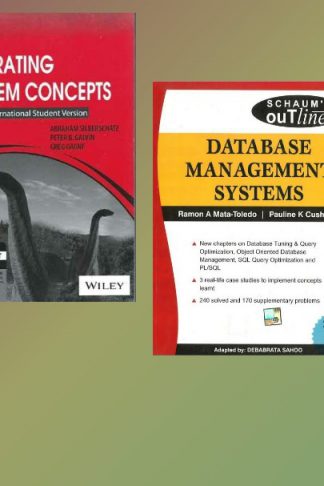 RATING
EM CONCEPTS
rnational Student Version
ABRAHAM SILBERSCHATZ
PETER B. GALVIN
GREG GAGNE
WILEY
SCHAUM'S
ouTlines
DATABASE
MANAGEMENT
SYSTEMS
Ramon A Mata-Toledo | Pauline K Cush
New chapters on Database Tuning & Query
Optimization, Object Oriented Database
Management, SQL Query Optimization and
PL/SQL
3 real-life case studies to implement concepts
learnt
240 solved and 170 supplementary problems
Adapted by: DEBABRATA SAHOO